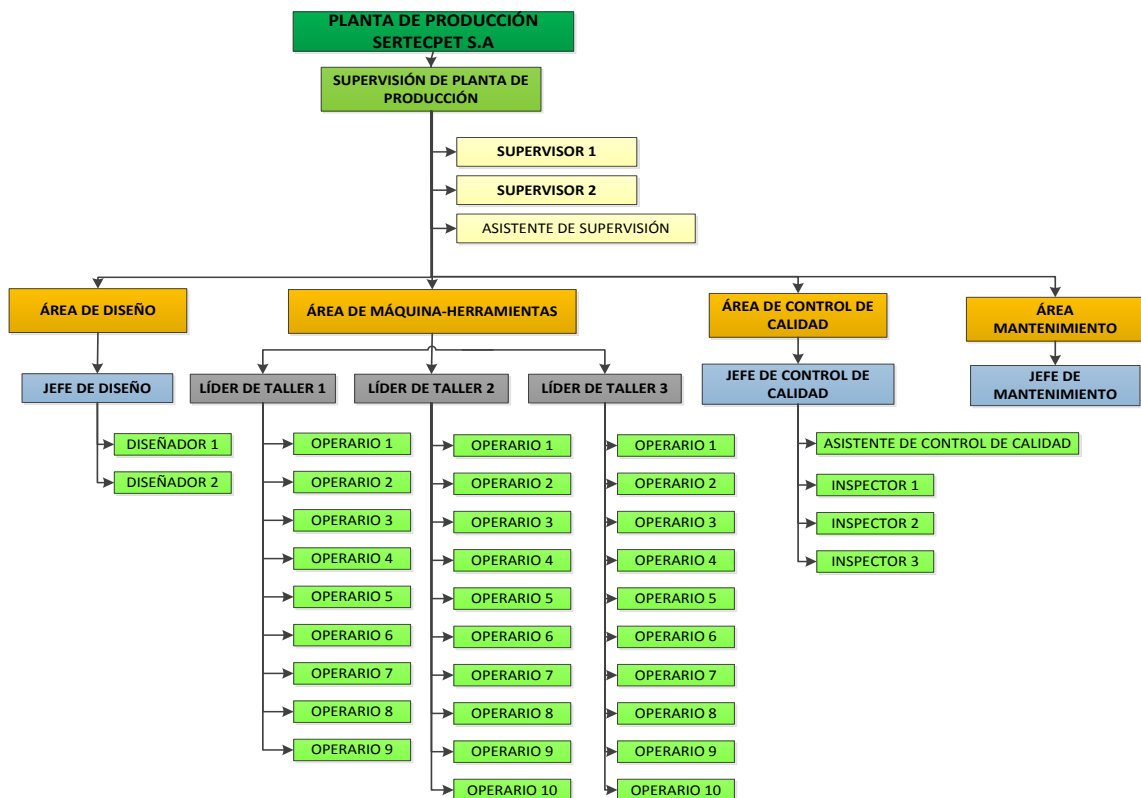 PLANTA DE PRODUCCIÓN
SERTECPET S.A
SUPERVISIÓN DE PLANTA DE
PRODUCCIÓN
SUPERVISOR 1
SUPERVISOR 2
ASISTENTE DE SUPERVISIÓN
ÁREA DE DISEÑO
JEFE DE DISEÑO
DISEÑADOR 1
DISEÑADOR 2
ÁREA DE MÁQUINA-HERRAMIENTAS
LÍDER DE TALLER 1
OPERARIO 1
OPERARIO 2
OPERARIO 3
OPERARIO 4
OPERARIO 5
OPERARIO 6
OPERARIO 7
OPERARIO 8
OPERARIO 9
LÍDER DE TALLER 2
OPERARIO 1
OPERARIO 2
OPERARIO 3
OPERARIO 4
OPERARIO 5
OPERARIO 6
OPERARIO 7
OPERARIO 8
OPERARIO 9
OPERARIO 10
LÍDER DE TALLER 3
OPERARIO 1
OPERARIO 2
OPERARIO 3
OPERARIO 4
OPERARIO 5
OPERARIO 6
OPERARIO 7
OPERARIO 8
OPERARIO 9
OPERARIO 10
ÁREA DE CONTROL DE
CALIDAD
JEFE DE CONTROL DE
CALIDAD
ASISTENTE DE CONTROL DE CALIDAD
INSPECTOR 1
INSPECTOR 2
INSPECTOR 3
ÁREA
MANTENIMIENTO
JEFE DE
MANTENIMIENTO